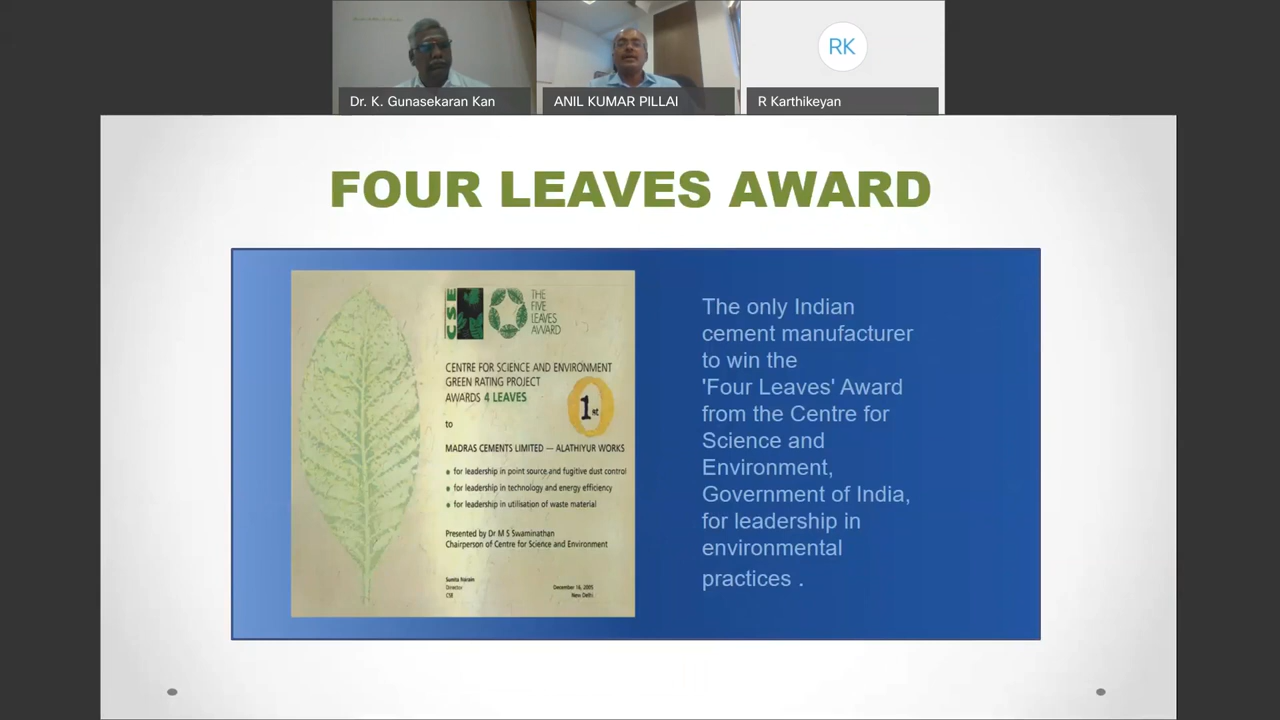 RK
Dr. K. Gunasekaran Kan
ANIL KUMAR PILLAI
R Karthikeyan
FOUR LEAVES AWARD
CSE
THE
FIVE
LEAVES
AWARD
CENTRE FOR SCIENCE AND ENVIRONMENT
GREEN RATING PROJECT
AWARDS 4 LEAVES
1st
to
MADRAS CEMENTS LIMITED — ALATHIYUR WORKS
for leadership in point source and fugitive dust control
for leadership in technology and energy efficiency
for leadership in utilisation of waste material
Presented by Dr M S Swaminathan
Chairperson of Centre for Science and Environment
Sunita Narain
Director
CSE
December 16, 2005
New Delhi
The only Indian
cement manufacturer
to win the
'Four Leaves' Award
from the Centre for
Science and
Environment,
Government of India,
for leadership in
environmental
practices .